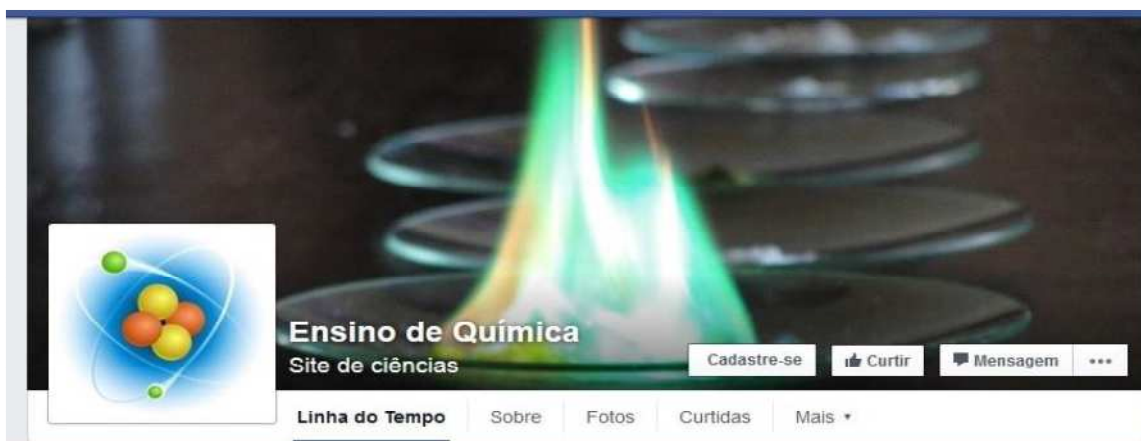 Ensino de Química
Site de ciências
Cadastre-se
Curtir
Mensagem
Linha do Tempo
Sobre
Fotos
Curtidas
Mais